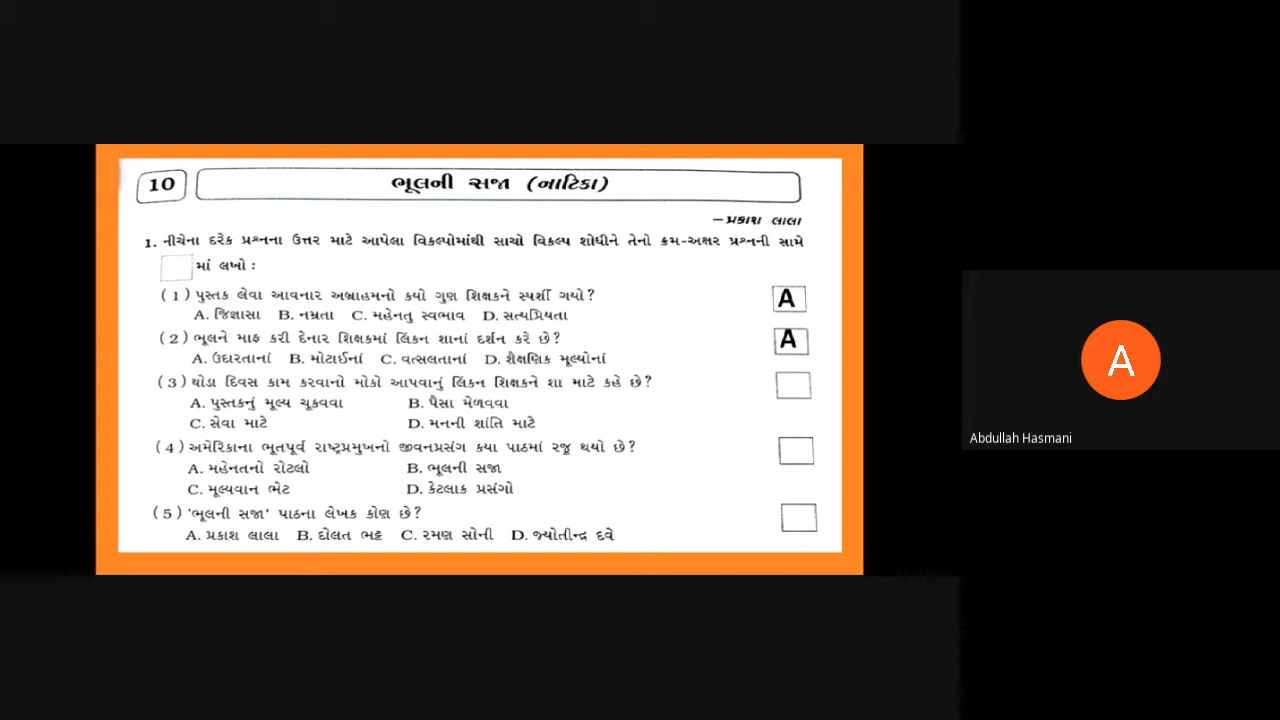 10
ભૂલની સજા (નાટિકા)
—પ્રકાશ લાલા
1. નીચેના દરેક પ્રશ્નના ઉત્તર માટે આપેલા વિકલ્પોમાંથી સાચો વિકલ્પ શોધીને તેનો ક્રમ-અક્ષર પ્રશ્નની સામે
માં લખો :
(1) પુસ્તક લેવા આવનાર અબ્રાહમનો કયો ગુણ શિક્ષકને સ્પર્શી ગયો? A
A. જિજ્ઞાસા B. નમ્રતા C. મહેનતુ સ્વભાવ D. સત્યપ્રિયતા
(2) ભૂલને માફ કરી દેનાર શિક્ષકમાં લિંકન શાનાં દર્શન કરે છે? A
A. ઉદારતાનાં B. મોટાઈનાં C. વત્સલતાનાં D. શૈક્ષણિક મૂલ્યોનાં
(3) થોડા દિવસ કામ કરવાનો મોકો આપવાનું લિંકન શિક્ષકને શા માટે કહે છે?
A. પુસ્તકનું મૂલ્ય ચૂકવવા B. પૈસા મેળવવા
C. સેવા માટે D. મનની શાંતિ માટે
(4) અમેરિકાના ભૂતપૂર્વ રાષ્ટ્રપ્રમુખનો જીવનપ્રસંગ કયા પાઠમાં રજૂ થયો છે?
A. મહેનતનો રોટલો B. ભૂલની સજા
C. મૂલ્યવાન ભેટ D. કેટલાક પ્રસંગો
(5) 'ભૂલની સજા' પાઠના લેખક કોણ છે?
A. પ્રકાશ લાલા B. દોલત ભટ્ટ C. રમણ સોની D. જ્યોતીન્દ્ર દવે
A
Abdullah Hasmani